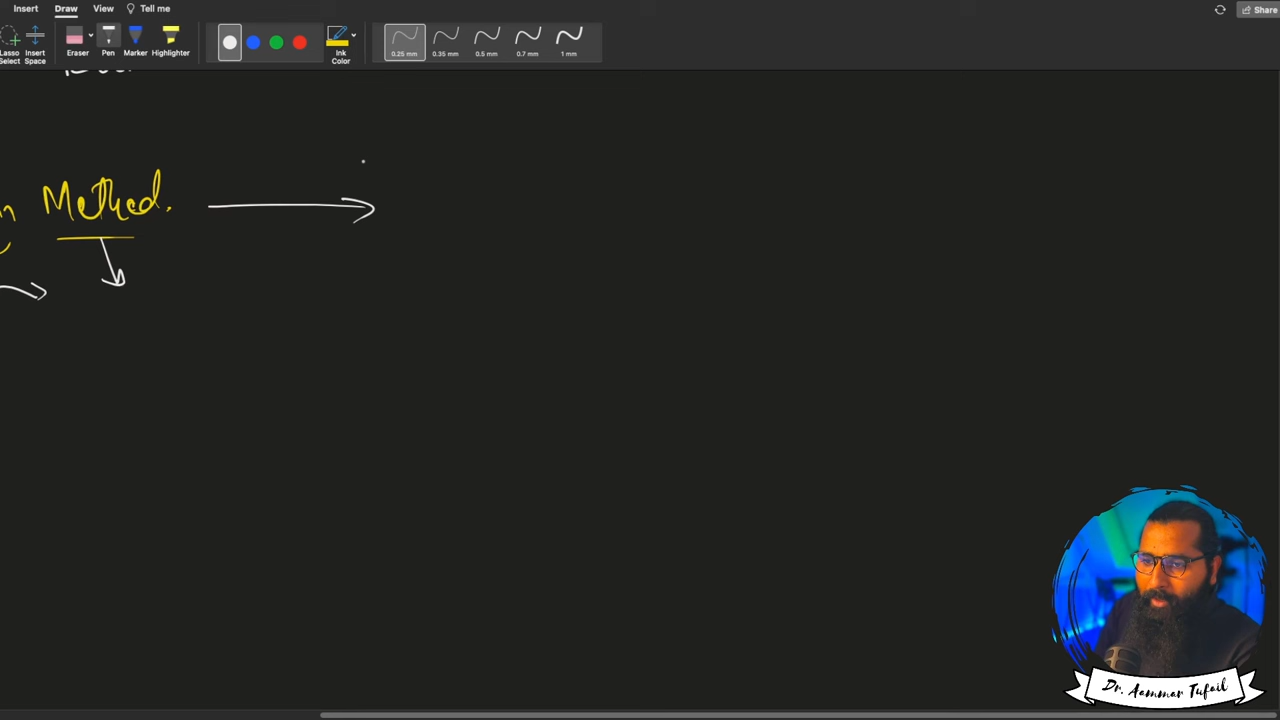 Insert Draw View Tell me
Share
Lasso Select
Insert Space
Eraser
Pen
Marker
Highlighter
Ink Color
0.25 mm
0.35 mm
0.5 mm
0.7 mm
1 mm
Method.
Dr. Aammar Tufail